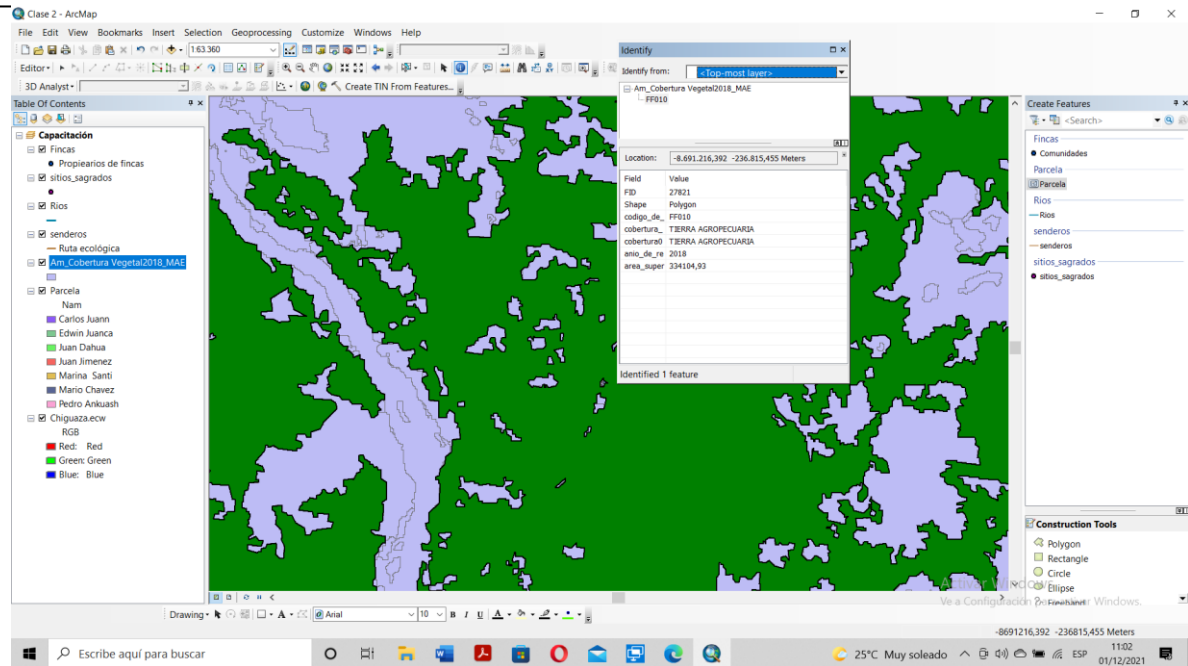 Clase 2 - ArcMap
File Edit View Bookmarks Insert Selection Geoprocessing Customize Windows Help
1:63.360
Editor
3D Analyst
Create TIN From Features...
Table Of Contents
Capacitación
Fincas
Propiearios de fincas
sitios_sagrados
Rios
senderos
Ruta ecológica
Am_Cobertura Vegetal2018_MAE
Parcela
Nam
Carlos Juann
Edwin Juanca
Juan Dahua
Juan Jimenez
Marina Santi
Mario Chavez
Pedro Ankuash
Chiguaza.ecw
RGB
Red: Red
Green: Green
Blue: Blue
Identify
Identify from: <Top-most layer>
Am_Cobertura Vegetal2018_MAE
FF010
Location: -8.691.216,392 -236.815,455 Meters
Field Value
FID 27821
Shape Polygon
codigo_de_ FF010
cobertura_ TIERRA AGROPECUARIA
cobertura0 TIERRA AGROPECUARIA
anio_de_re 2018
area_super 334104,93
Identified 1 feature
Create Features
<Search>
Fincas
Comunidades
Parcela
Parcela
Rios
Rios
senderos
senderos
sitios_sagrados
sitios_sagrados
Construction Tools
Polygon
Rectangle
Circle
Ellipse
Freehand
Activar Windows
Ve a Configuración para activar Windows.
Drawing
Arial 10 B I U A
-8691216,392 -236815,455 Meters
Escribe aquí para buscar
25°C Muy soleado
ESP
11:02
01/12/2021